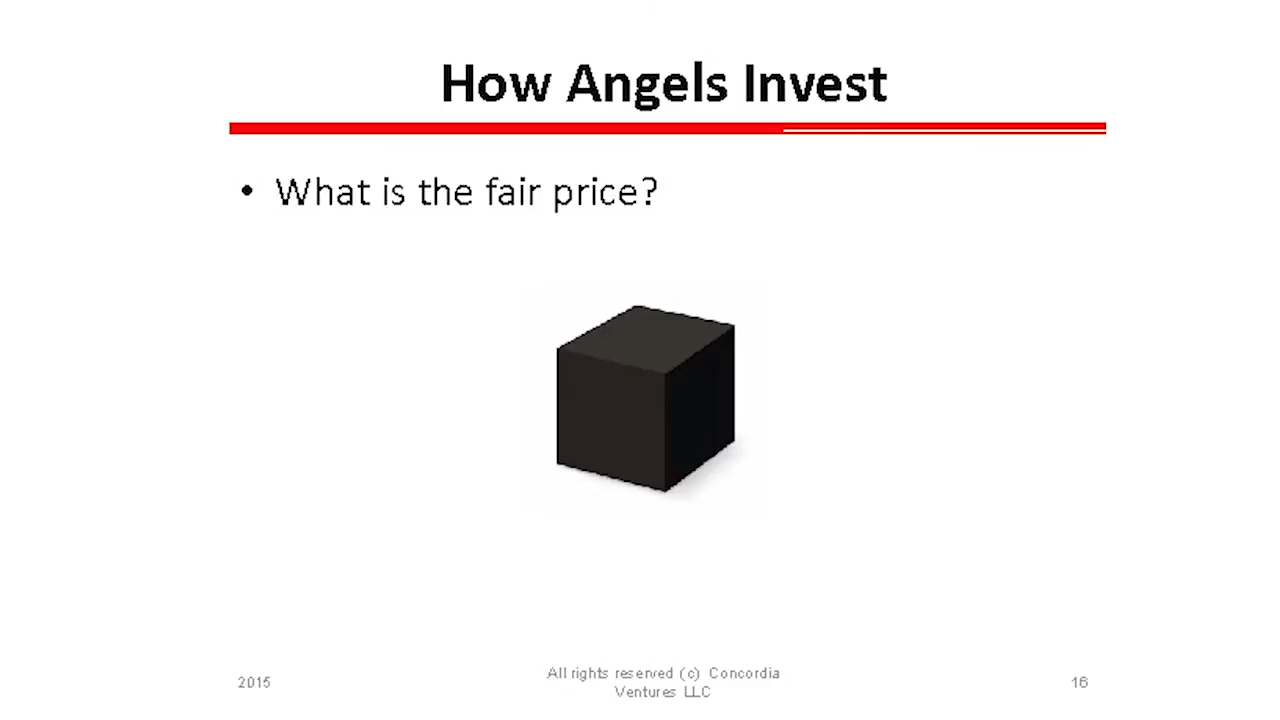 How Angels Invest
• What is the fair price?
2015
All rights reserved (c) Concordia
Ventures LLC
16